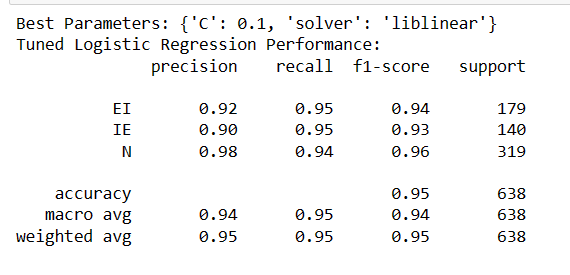 Best Parameters: {'C': 0.1, 'solver': 'liblinear'}
Tuned Logistic Regression Performance:
precision recall f1-score support
EI 0.92 0.95 0.94 179
IE 0.90 0.95 0.93 140
N 0.98 0.94 0.96 319
accuracy 0.95 638
macro avg 0.94 0.95 0.94 638
weighted avg 0.95 0.95 0.95 638